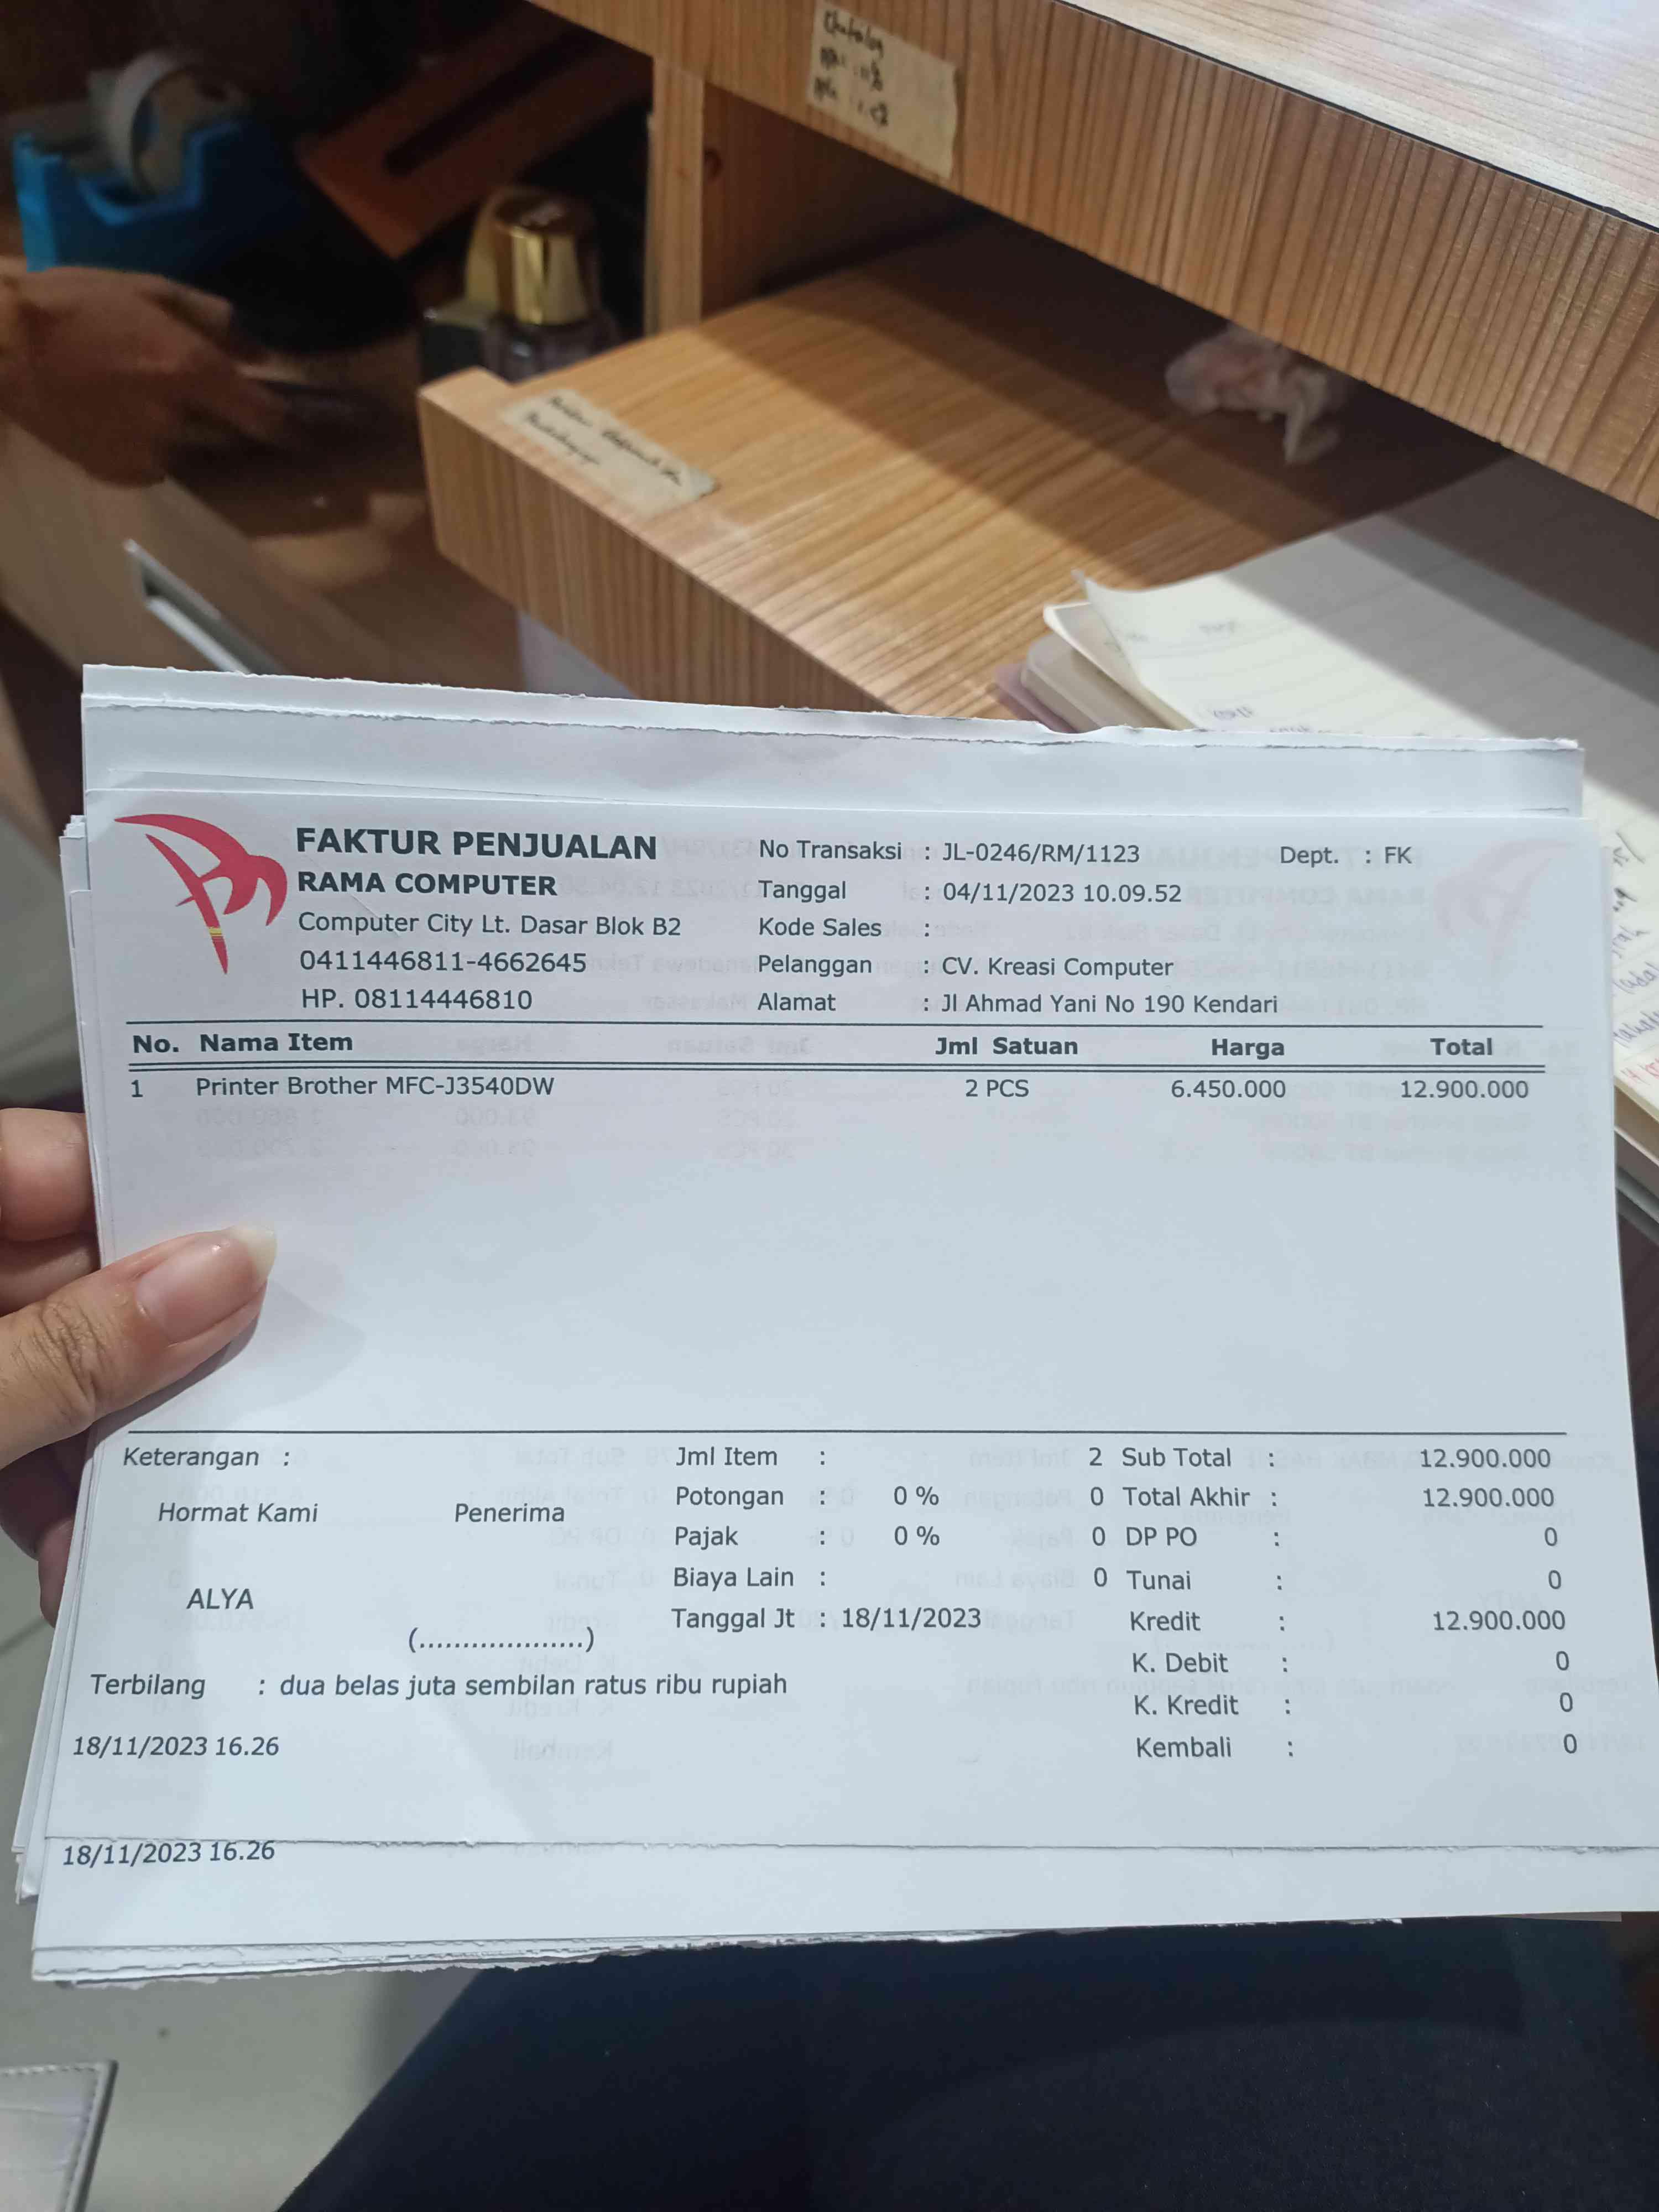 FAKTUR PENJUALAN
RAMA COMPUTER
Computer City Lt. Dasar Blok B2
0411446811-4662645
HP. 08114446810
No Transaksi : JL-0246/RM/1123 Dept. : FK
Tanggal : 04/11/2023 10.09.52
Kode Sales :
Pelanggan : CV. Kreasi Computer
Alamat : Jl Ahmad Yani No 190 Kendari
No. Nama Item Jml Satuan Harga Total
1 Printer Brother MFC-J3540DW 2 PCS 6.450.000 12.900.000
Keterangan :
Hormat Kami Penerima
ALYA
(...................)
Jml Item : 2
Potongan : 0 % 0
Pajak : 0 % 0
Biaya Lain : 0
Tanggal Jt : 18/11/2023
Sub Total : 12.900.000
Total Akhir : 12.900.000
DP PO : 0
Tunai : 0
Kredit : 12.900.000
K. Debit : 0
K. Kredit : 0
Kembali : 0
Terbilang : dua belas juta sembilan ratus ribu rupiah
18/11/2023 16.26
18/11/2023 16.26